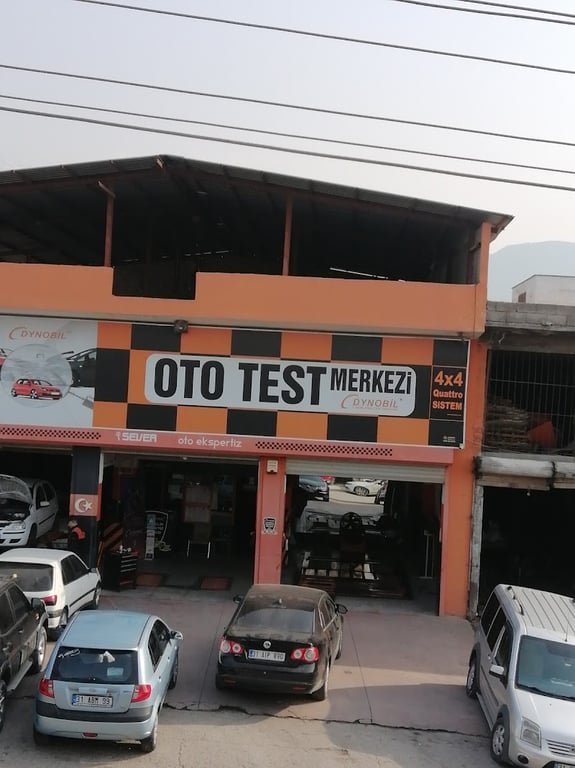 DYNOBİL
OTO TEST MERKEZİ
DYNOBİL
4x4
Quattro
SİSTEM
SEVER oto ekspertiz